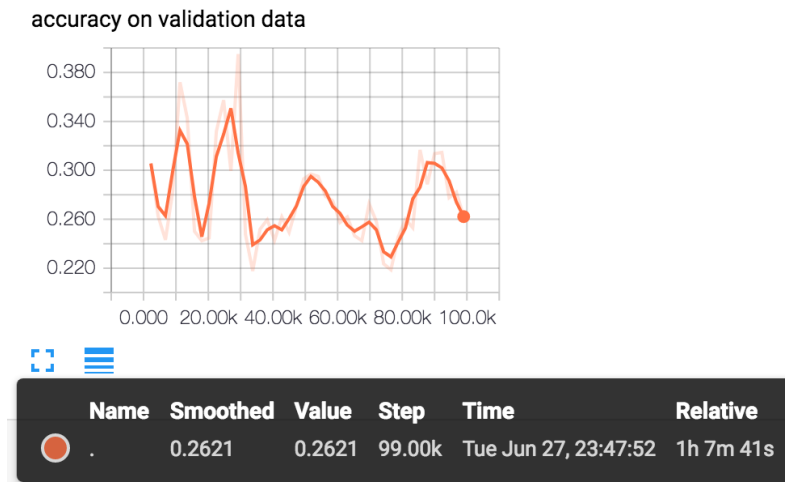 accuracy on validation data
0.380
0.340
0.300
0.260
0.220
0.000 20.00k 40.00k 60.00k 80.00k 100.0k
Name Smoothed Value Step Time Relative
. 0.2621 0.2621 99.00k Tue Jun 27, 23:47:52 1h 7m 41s